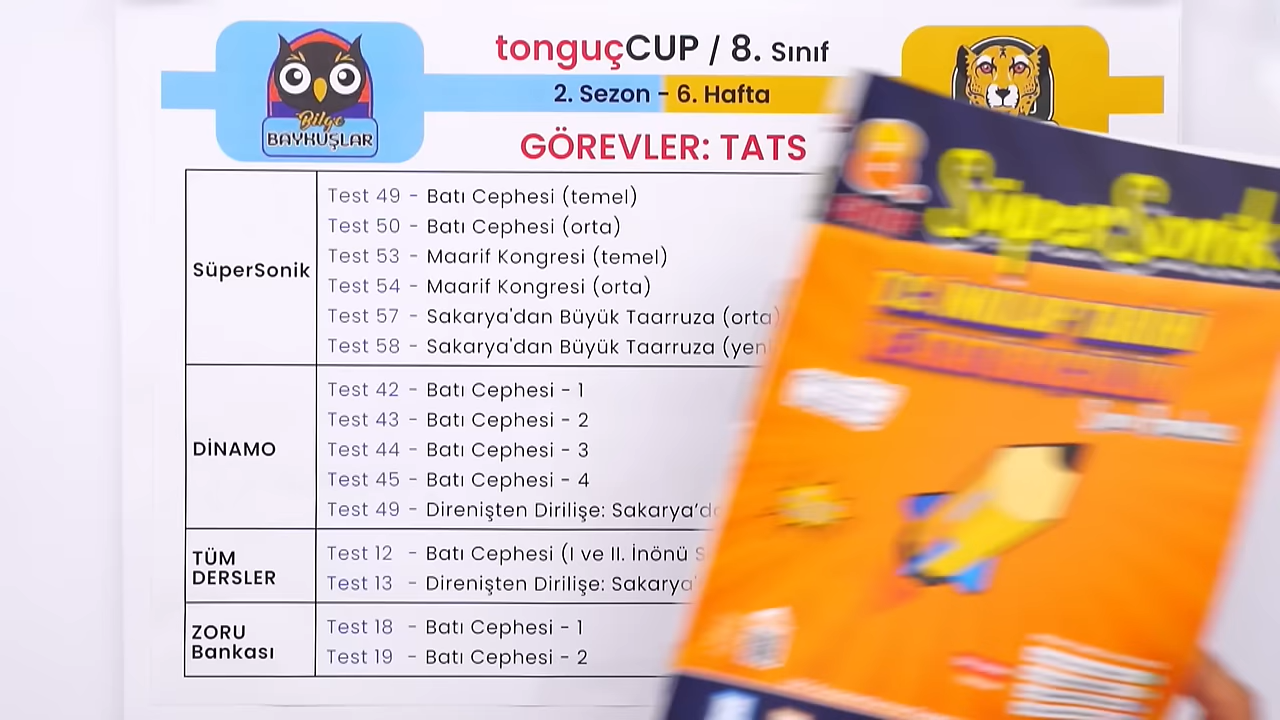 tonguçCUP / 8. Sınıf
2. Sezon - 6. Hafta
Bilge
BAYKUŞLAR
GÖREVLER: TATS
SüperSonik
Test 49 - Batı Cephesi (temel)
Test 50 - Batı Cephesi (orta)
Test 53 - Maarif Kongresi (temel)
Test 54 - Maarif Kongresi (orta)
Test 57 - Sakarya'dan Büyük Taarruza (orta)
Test 58 - Sakarya'dan Büyük Taarruza (yeni
DİNAMO
Test 42 - Batı Cephesi - 1
Test 43 - Batı Cephesi - 2
Test 44 - Batı Cephesi - 3
Test 45 - Batı Cephesi - 4
Test 49 - Direnişten Dirilişe: Sakarya'da
TÜM
DERSLER
Test 12 - Batı Cephesi (I ve II. İnönü S
Test 13 - Direnişten Dirilişe: Sakarya'
ZORU
Bankası
Test 18 - Batı Cephesi - 1
Test 19 - Batı Cephesi - 2
8.
SüperSonik